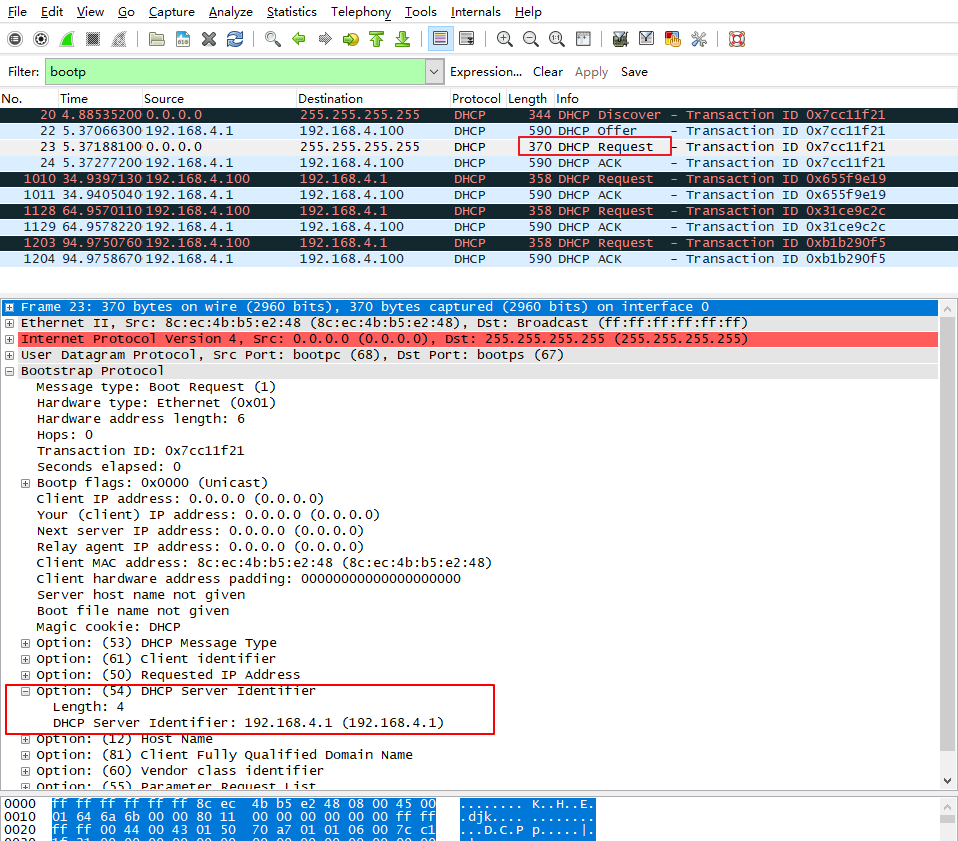 File Edit View Go Capture Analyze Statistics Telephony Tools Internals Help
Filter: bootp Expression... Clear Apply Save
No. Time Source Destination Protocol Length Info
20 4.88535200 0.0.0.0 255.255.255.255 DHCP 344 DHCP Discover - Transaction ID 0x7cc11f21
22 5.37066300 192.168.4.1 192.168.4.100 DHCP 590 DHCP Offer - Transaction ID 0x7cc11f21
23 5.37188100 0.0.0.0 255.255.255.255 DHCP 370 DHCP Request - Transaction ID 0x7cc11f21
24 5.37277200 192.168.4.1 192.168.4.100 DHCP 590 DHCP ACK - Transaction ID 0x7cc11f21
1010 34.9397130 192.168.4.100 192.168.4.1 DHCP 358 DHCP Request - Transaction ID 0x655f9e19
1011 34.9405040 192.168.4.1 192.168.4.100 DHCP 590 DHCP ACK - Transaction ID 0x655f9e19
1128 64.9570110 192.168.4.100 192.168.4.1 DHCP 358 DHCP Request - Transaction ID 0x31ce9c2c
1129 64.9578220 192.168.4.1 192.168.4.100 DHCP 590 DHCP ACK - Transaction ID 0x31ce9c2c
1203 94.9750760 192.168.4.100 192.168.4.1 DHCP 358 DHCP Request - Transaction ID 0xb1b290f5
1204 94.9758670 192.168.4.1 192.168.4.100 DHCP 590 DHCP ACK - Transaction ID 0xb1b290f5
Frame 23: 370 bytes on wire (2960 bits), 370 bytes captured (2960 bits) on interface 0
Ethernet II, Src: 8c:ec:4b:b5:e2:48 (8c:ec:4b:b5:e2:48), Dst: Broadcast (ff:ff:ff:ff:ff:ff)
Internet Protocol Version 4, Src: 0.0.0.0 (0.0.0.0), Dst: 255.255.255.255 (255.255.255.255)
User Datagram Protocol, Src Port: bootpc (68), Dst Port: bootps (67)
Bootstrap Protocol
Message type: Boot Request (1)
Hardware type: Ethernet (0x01)
Hardware address length: 6
Hops: 0
Transaction ID: 0x7cc11f21
Seconds elapsed: 0
Bootp flags: 0x0000 (Unicast)
Client IP address: 0.0.0.0 (0.0.0.0)
Your (client) IP address: 0.0.0.0 (0.0.0.0)
Next server IP address: 0.0.0.0 (0.0.0.0)
Relay agent IP address: 0.0.0.0 (0.0.0.0)
Client MAC address: 8c:ec:4b:b5:e2:48 (8c:ec:4b:b5:e2:48)
Client hardware address padding: 00000000000000000000
Server host name not given
Boot file name not given
Magic cookie: DHCP
Option: (53) DHCP Message Type
Option: (61) Client identifier
Option: (50) Requested IP Address
Option: (54) DHCP Server Identifier
Length: 4
DHCP Server Identifier: 192.168.4.1 (192.168.4.1)
Option: (12) Host Name
Option: (81) Client Fully Qualified Domain Name
Option: (60) Vendor class identifier
Option: (55) Parameter Request List
0000 ff ff ff ff ff ff 8c ec 4b b5 e2 48 08 00 45 00 ........ K..H..E.
0010 01 64 6a 6b 00 00 80 11 00 00 00 00 00 00 ff ff .djk.... ........
0020 ff ff 00 44 00 43 01 50 70 a7 01 01 06 00 7c c1 ...D.C.P p.....|.